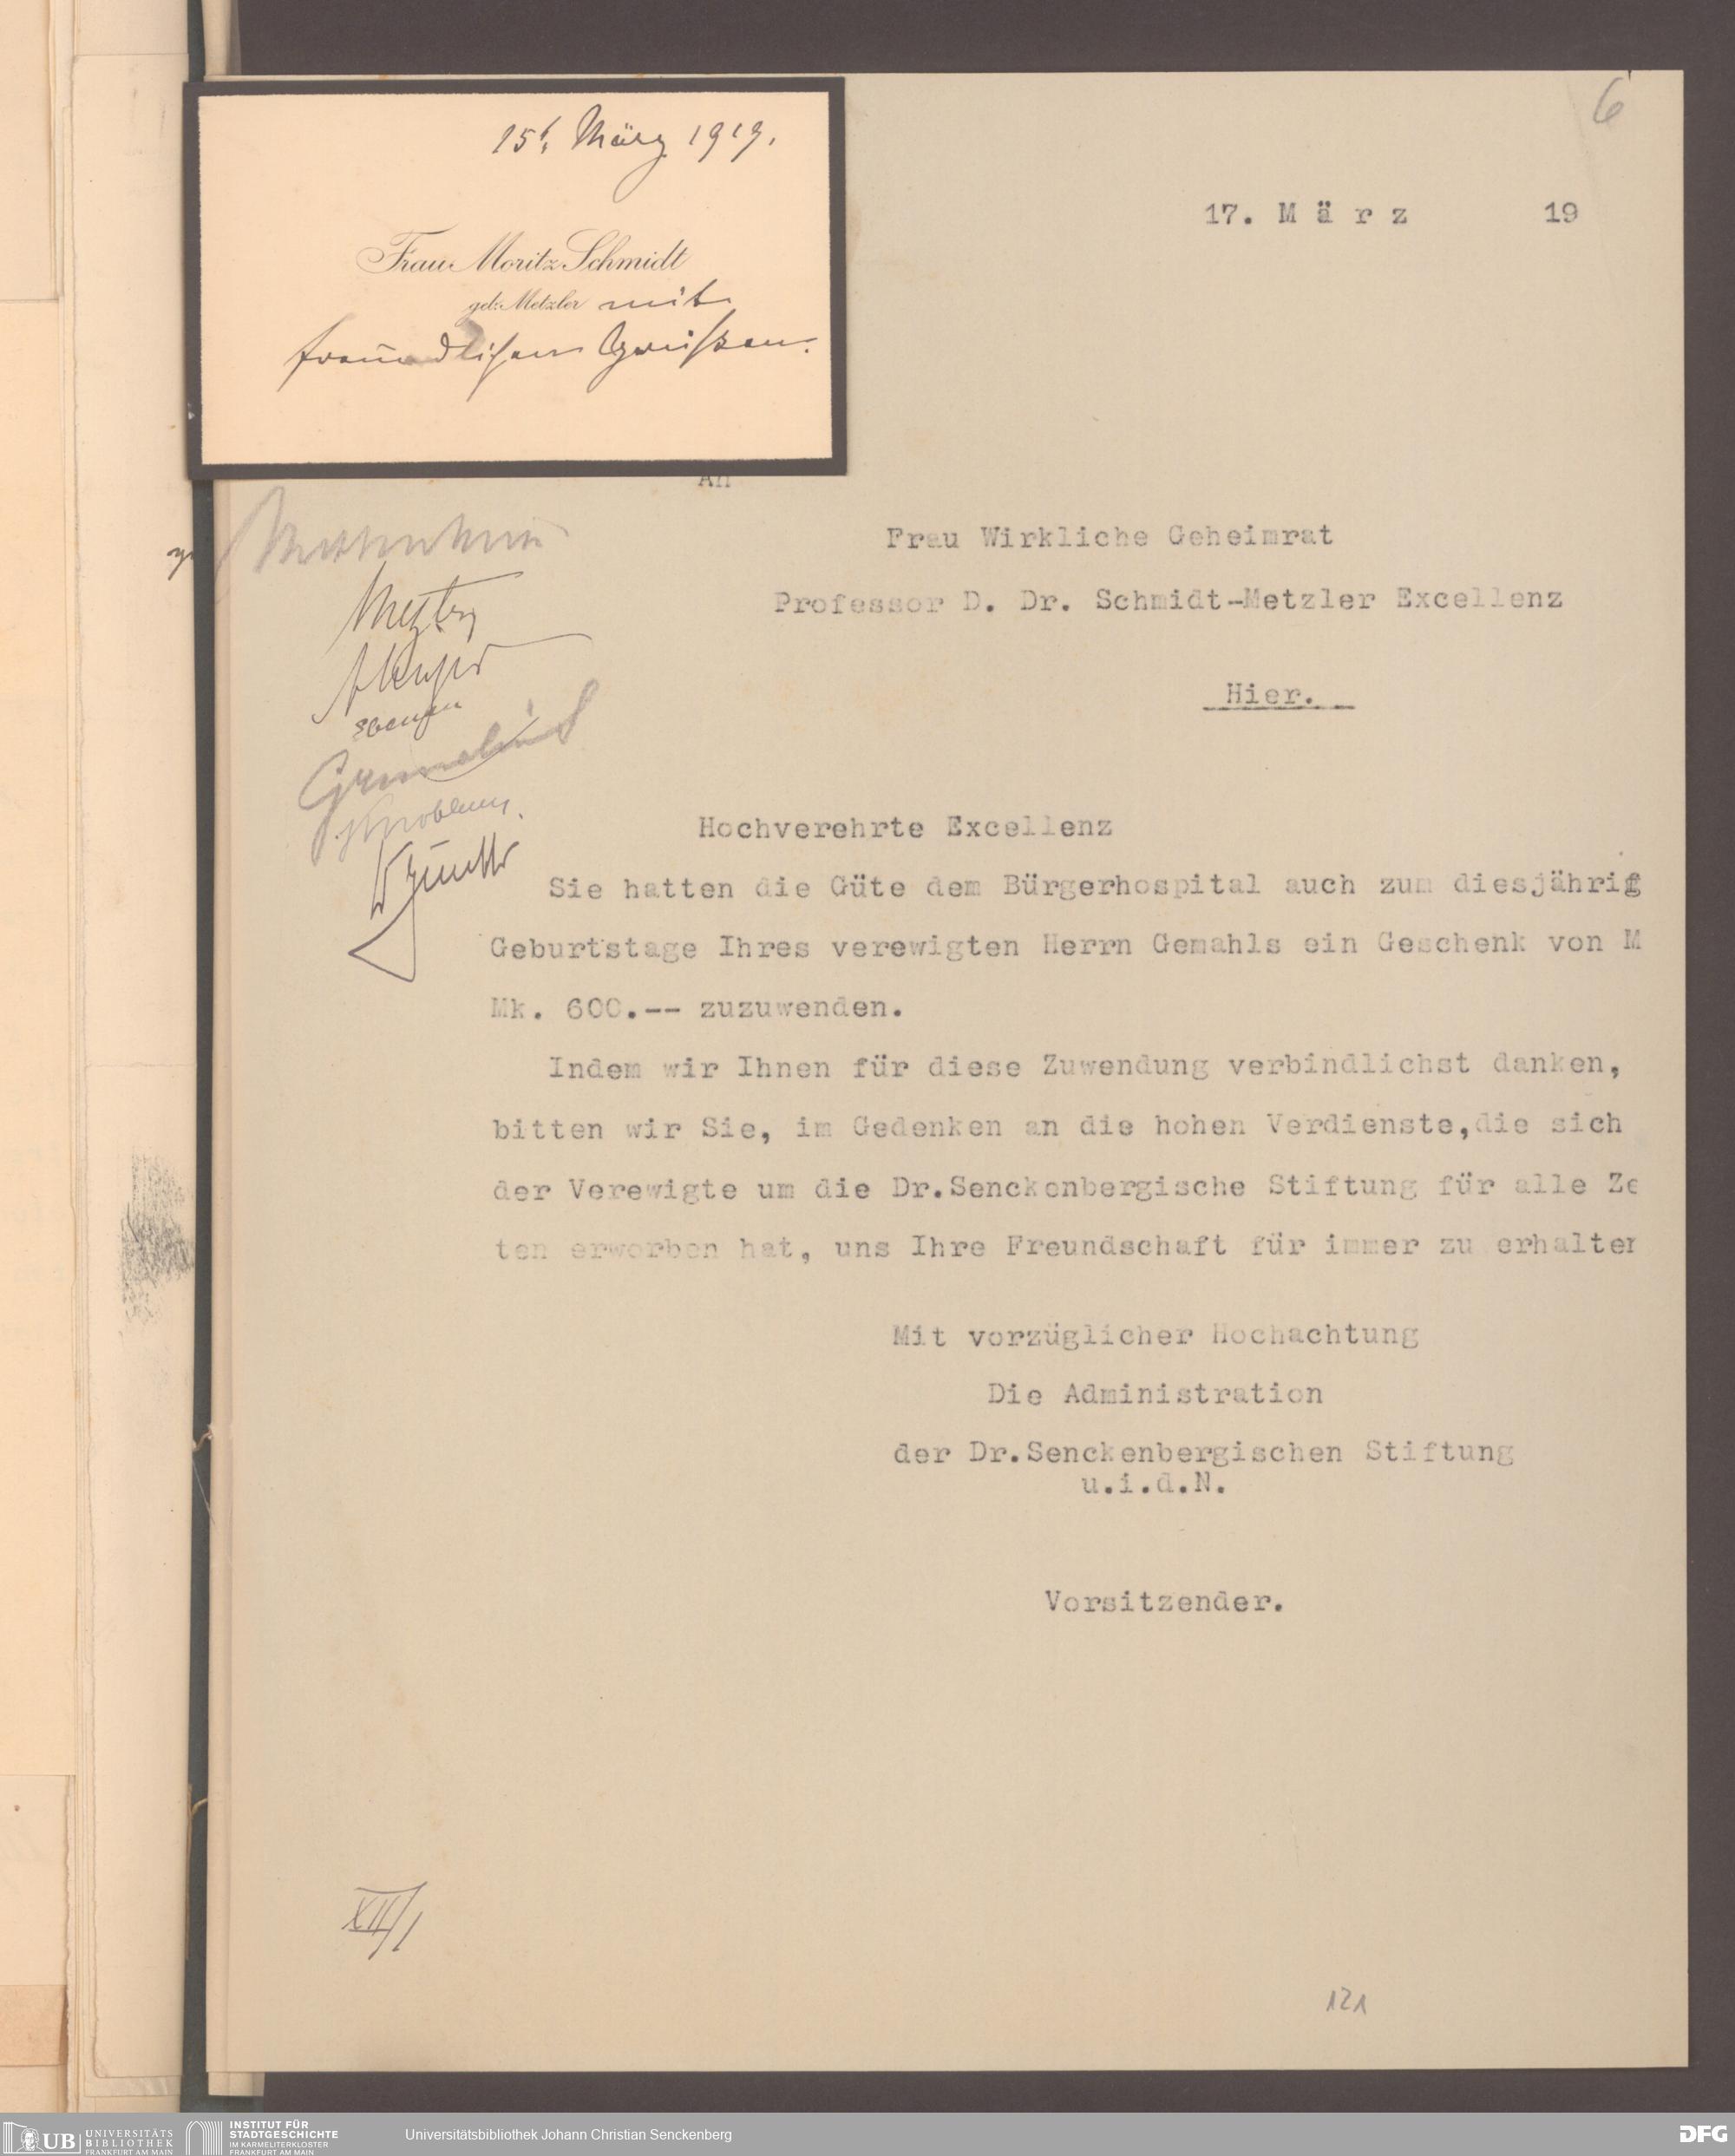 6
15t. März 1919.
Frau Moritz Schmidt
geb. Metzler mit
freundlichen Grüßen.
17. M ä r z 19
An
Frau Wirkliche Geheimrat
Professor D. Dr. Schmidt-Metzler Excellenz
Hier.
Hochverehrte Excellenz
Sie hatten die Güte dem Bürgerhospital auch zum diesjährig
Geburtstage Ihres verewigten Herrn Gemahls ein Geschenk von M
Mk. 600.-- zuzuwenden.
Indem wir Ihnen für diese Zuwendung verbindlichst danken,
bitten wir Sie, im Gedenken an die hohen Verdienste,die sich
der Verewigte um die Dr.Senckenbergische Stiftung für alle Ze
ten erworben hat, uns Ihre Freundschaft für immer zu erhalten
Mit vorzüglicher Hochachtung
Die Administration
der Dr.Senckenbergischen Stiftung
u.i.d.N.
Vorsitzender.
XII/1
121
UB UNIVERSITÄTS
BIBLIOTHEK
FRANKFURT AM MAIN
INSTITUT FÜR
STADTGESCHICHTE
IM KARMELITERKLOSTER
FRANKFURT AM MAIN
Universitätsbibliothek Johann Christian Senckenberg
DFG